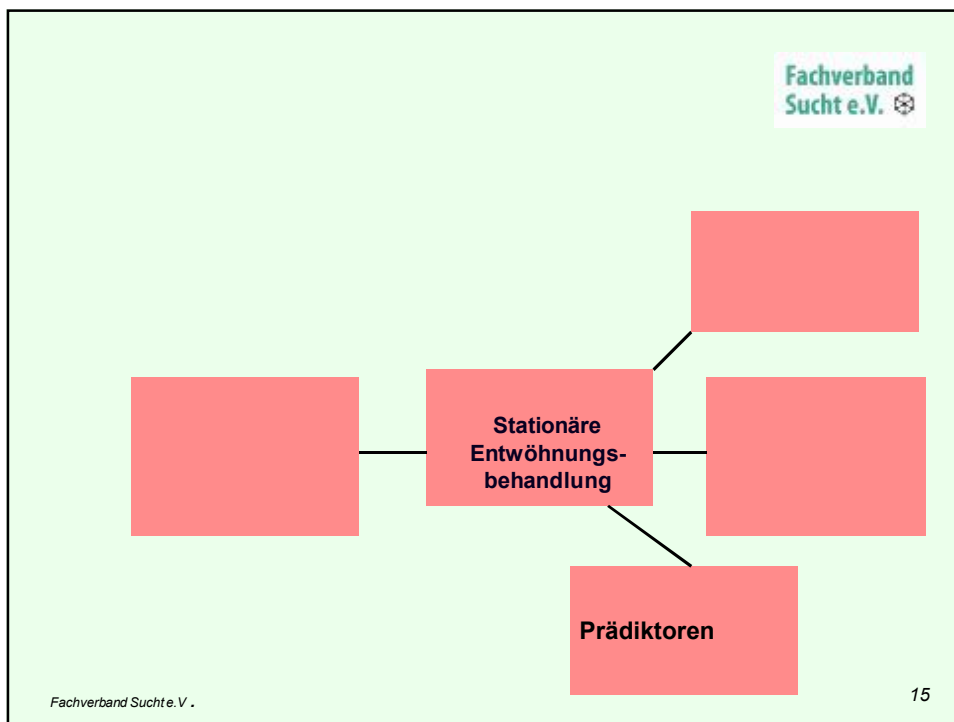 Fachverband
Sucht e.V.
Stationäre
Entwöhnungs-
behandlung
Prädiktoren
Fachverband Sucht e.V .
15